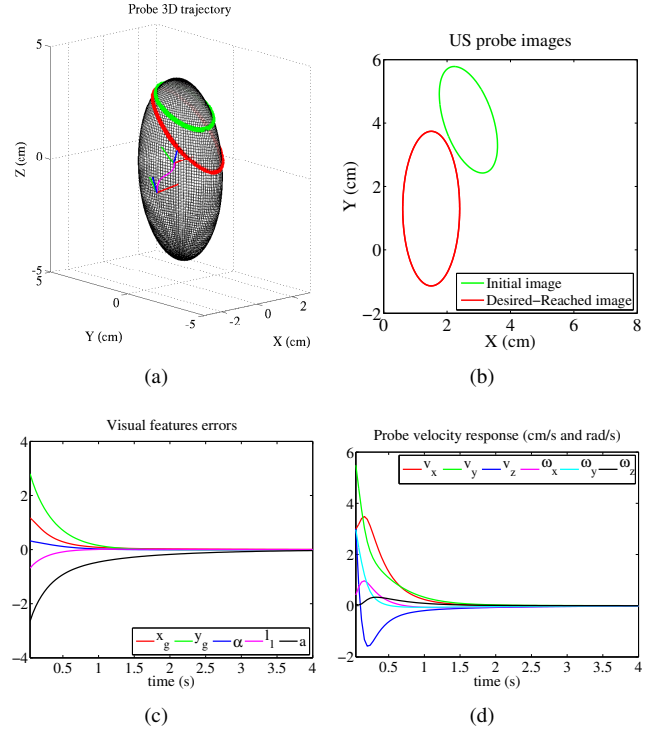 Probe 3D trajectory
5
0
-5
Z (cm)
5
0
-5
Y (cm)
-2
0
2
X (cm)
(a)
US probe images
6
4
2
0
-2
Y (cm)
0
2
4
6
8
X (cm)
Initial image
Desired-Reached image
(b)
Visual features errors
4
2
0
-2
-4
0.5
1
1.5
2
2.5
3
3.5
4
time (s)
x_g y_g α l_l a
(c)
Probe velocity response (cm/s and rad/s)
6
4
2
0
-2
0.5
1
1.5
2
2.5
3
3.5
4
time (s)
v_x v_y v_z ω_x ω_y ω_z
(d)